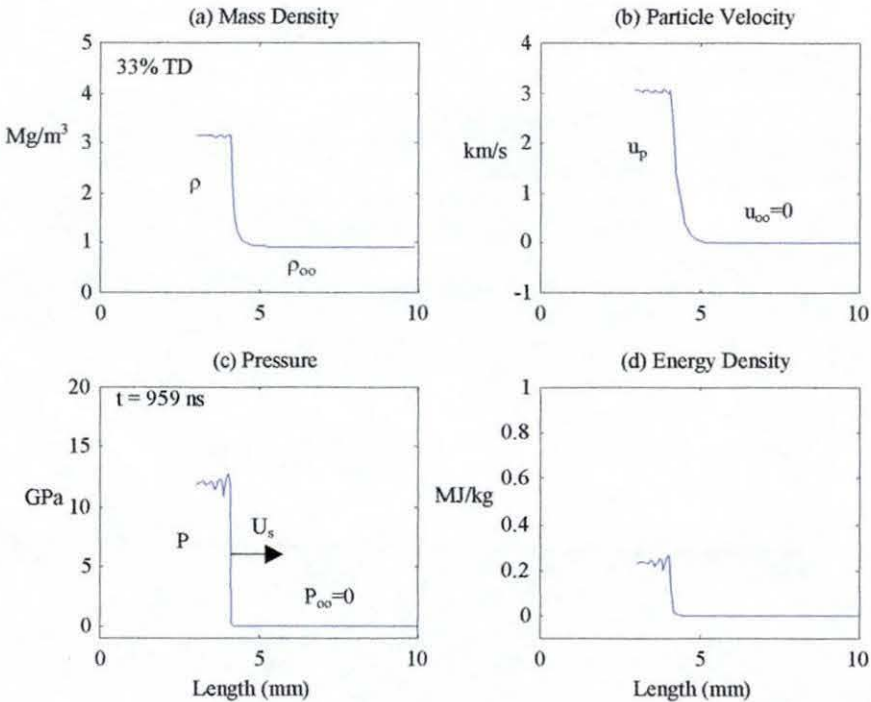 (a) Mass Density
5
4
3
2
1
0
33% TD
Mg/m³
ρ
ρₒₒ
0
5
10
(b) Particle Velocity
4
3
2
1
0
-1
km/s
uₚ
uₒₒ=0
0
5
10
(c) Pressure
20
15
10
5
0
t = 959 ns
GPa
P
Uₛ
Pₒₒ=0
0
5
10
Length (mm)
(d) Energy Density
1
0.8
0.6
0.4
0.2
0
MJ/kg
0
5
10
Length (mm)